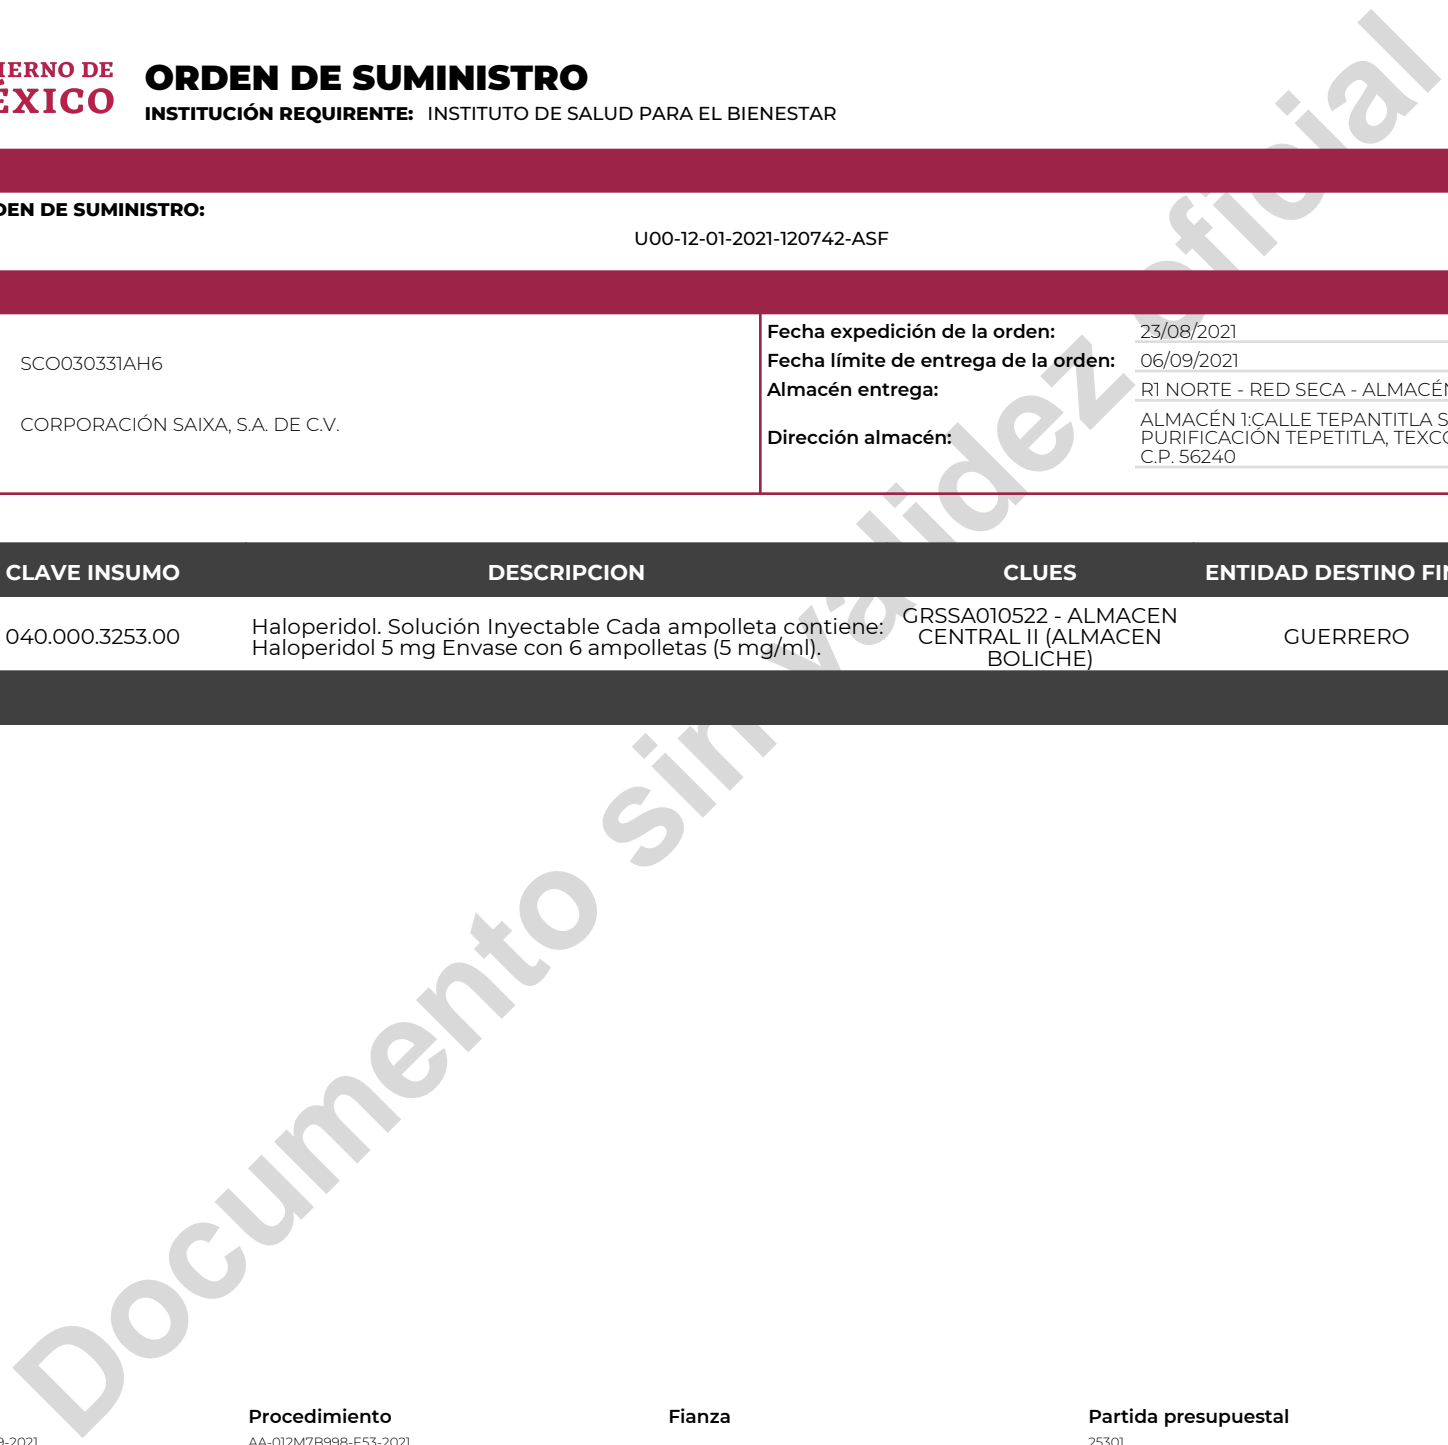 ORDEN DE SUMINISTRO
INSTITUCIÓN REQUIRENTE: INSTITUTO DE SALUD PARA EL BIENESTAR
DE
DE SUMINISTRO:
U00-12-01-2021-120742-ASF
SCO030331AH6
CORPORACIÓN SAIXA, S.A. DE C.V.
Fecha expedición de la orden: 23/08/2021
Fecha límite de entrega de la orden: 06/09/2021
Almacén entrega: R1 NORTE - RED SECA - ALMACÉN
Dirección almacén: ALMACÉN 1:CALLE TEPANTITLA
PURIFICACIÓN TEPETITLA,
C.P. 56240
CLAVE INSUMO DESCRIPCION CLUES ENTIDAD DESTINO
040.000.3253.00
Haloperidol. Solución Inyectable Cada ampolleta contiene:
Haloperidol 5 mg Envase con 6 ampolletas (5 mg/ml).
GRSSA010522 - ALMACEN
CENTRAL II (ALMACEN
BOLICHE)
GUERRERO
Documento sin validez oficial
Procedimiento Fianza Partida presupuestal
AA-012M7B998-E53-2021 25301